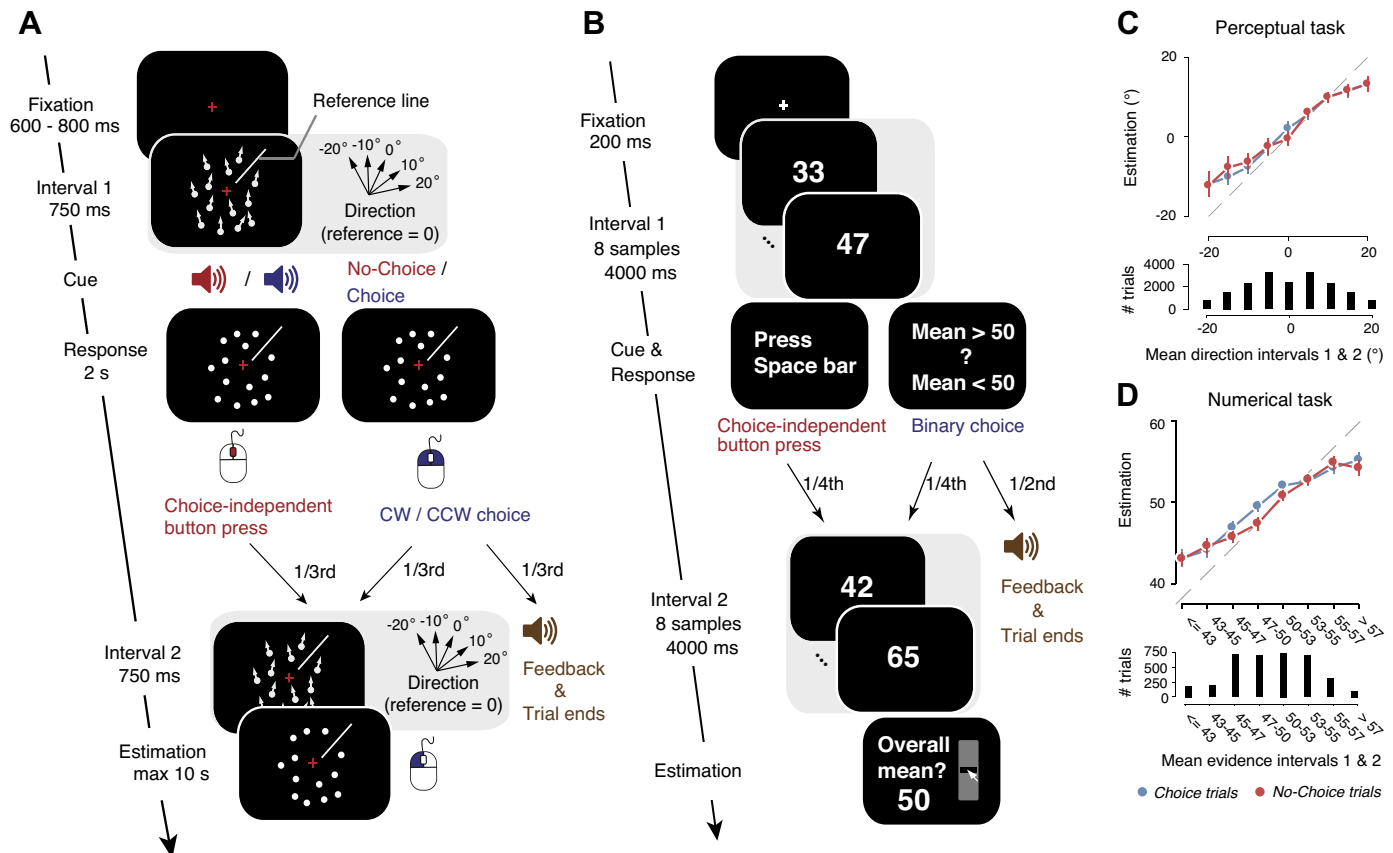 A
Fixation
600 - 800 ms
Reference line
Interval 1
750 ms
-20°
-10°
0°
10°
20°
Direction
(reference = 0)
Cue
/
No-Choice /
Choice
Response
2 s
Choice-independent
button press
CW / CCW choice
1/3rd
1/3rd
1/3rd
Interval 2
750 ms
-20°
-10°
0°
10°
20°
Direction
(reference = 0)
Feedback
&
Trial ends
Estimation
max 10 s
B
Fixation
200 ms
33
Interval 1
8 samples
4000 ms
47
Cue &
Response
Press
Space bar
Mean > 50
?
Mean < 50
Choice-independent
button press
Binary choice
1/4th
1/4th
1/2nd
Interval 2
8 samples
4000 ms
42
65
Feedback
&
Trial ends
Estimation
Overall
mean?
50
C
Perceptual task
Estimation (°)
20
0
-20
-20
0
20
# trials
4000
2000
0
-20
0
20
Mean direction intervals 1 & 2 (°)
D
Numerical task
Estimation
60
50
40
<= 43
43-45
45-47
47-50
50-53
53-55
55-57
> 57
# trials
750
500
250
0
<= 43
43-45
45-47
47-50
50-53
53-55
55-57
> 57
Mean evidence intervals 1 & 2
Choice trials
No-Choice trials